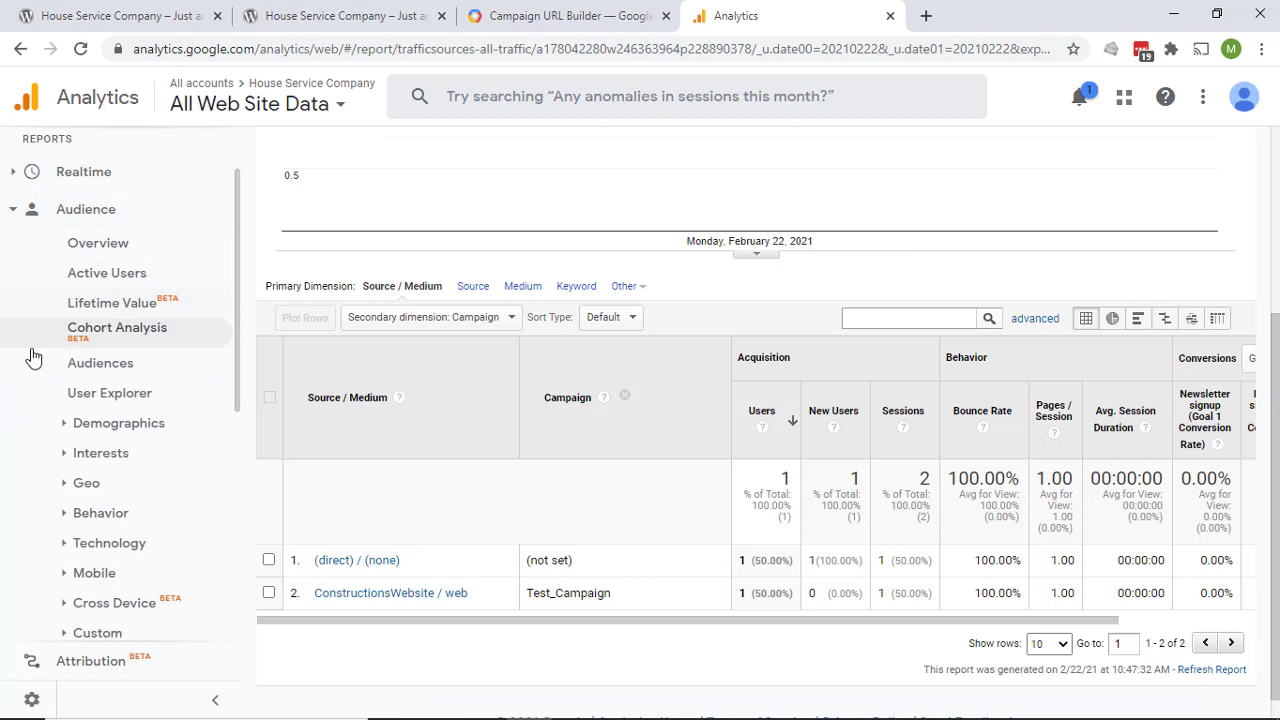 House Service Company – Just ar
House Service Company – Just ar
Campaign URL Builder — Google
Analytics
analytics.google.com/analytics/web/#/report/trafficsources-all-traffic/a178042280w246363964p228890378/_u.date00=20210222&_u.date01=20210222&exp...
19
M
Analytics
All accounts > House Service Company
All Web Site Data
Try searching “Any anomalies in sessions this month?”
1
REPORTS
Realtime
Audience
Overview
Active Users
Lifetime Value BETA
Cohort Analysis
BETA
Audiences
User Explorer
Demographics
Interests
Geo
Behavior
Technology
Mobile
Cross Device BETA
Custom
Attribution BETA
0.5
Monday, February 22, 2021
Primary Dimension: Source / Medium Source Medium Keyword Other
Plot Rows Secondary dimension: Campaign Sort Type: Default advanced
Source / Medium ?
Campaign ?
Acquisition
Behavior
Conversions G
Users ?
New Users ?
Sessions ?
Bounce Rate ?
Pages /
Session ?
Avg. Session
Duration ?
Newsletter
signup
(Goal 1
Conversion
Rate) ?
1
% of Total:
100.00%
(1)
1
% of Total:
100.00%
(1)
2
% of Total:
100.00%
(2)
100.00%
Avg for View:
100.00%
(0.00%)
1.00
Avg for
View:
1.00
(0.00%)
00:00:00
Avg for View:
00:00:00
(0.00%)
0.00%
Avg for
View:
0.00%
(0.00%)
1. (direct) / (none) (not set) 1 (50.00%) 1(100.00%) 1 (50.00%) 100.00% 1.00 00:00:00 0.00%
2. ConstructionsWebsite / web Test_Campaign 1 (50.00%) 0 (0.00%) 1 (50.00%) 100.00% 1.00 00:00:00 0.00%
Show rows: 10 Go to: 1 1 - 2 of 2
This report was generated on 2/22/21 at 10:47:32 AM - Refresh Report